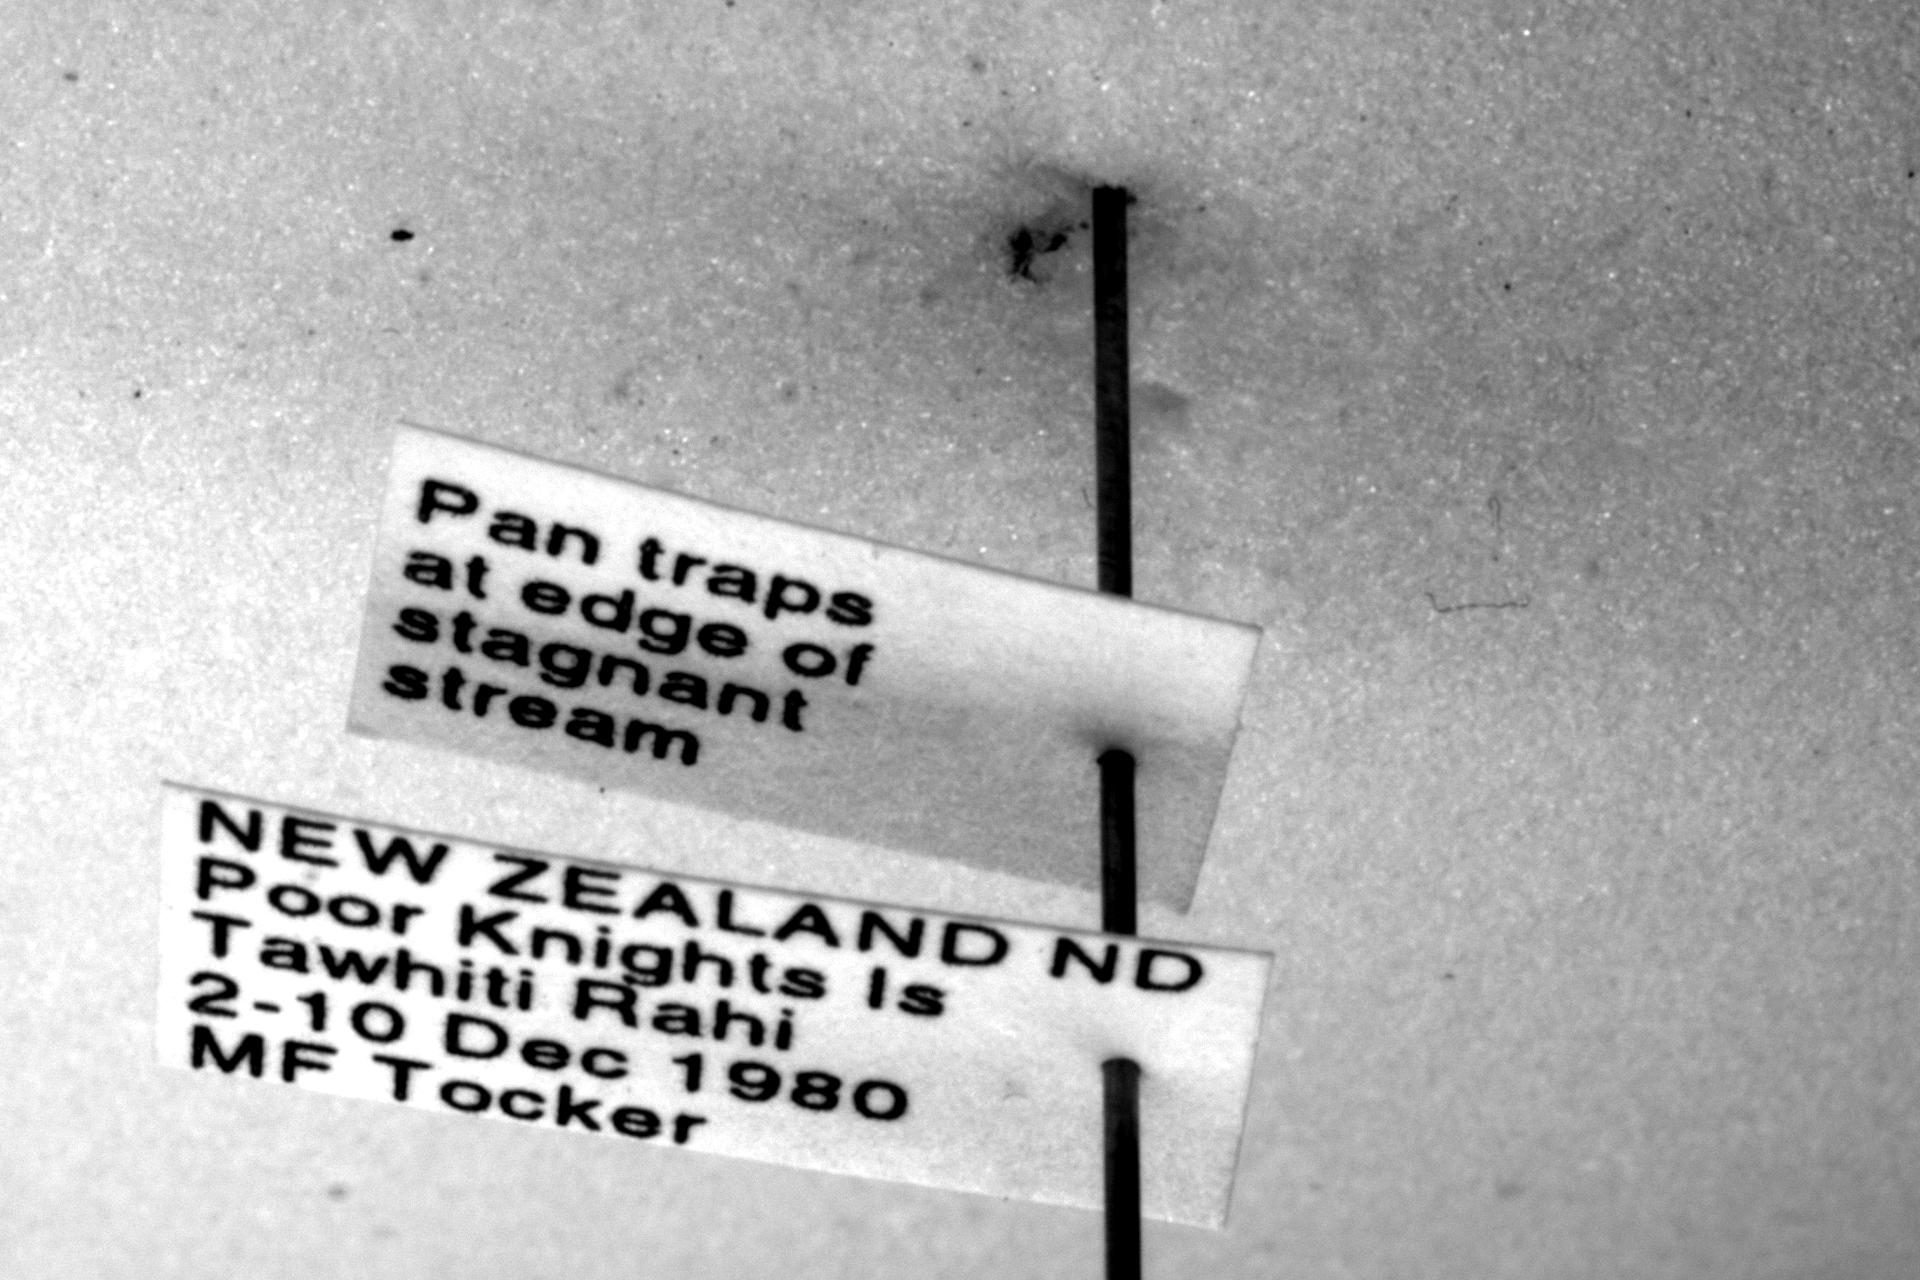 Pan traps
at edge of
stagnant
stream
NEW ZEALAND ND
Poor Knights Is
Tawhiti Rahi
2-10 Dec 1980
MF Tocker